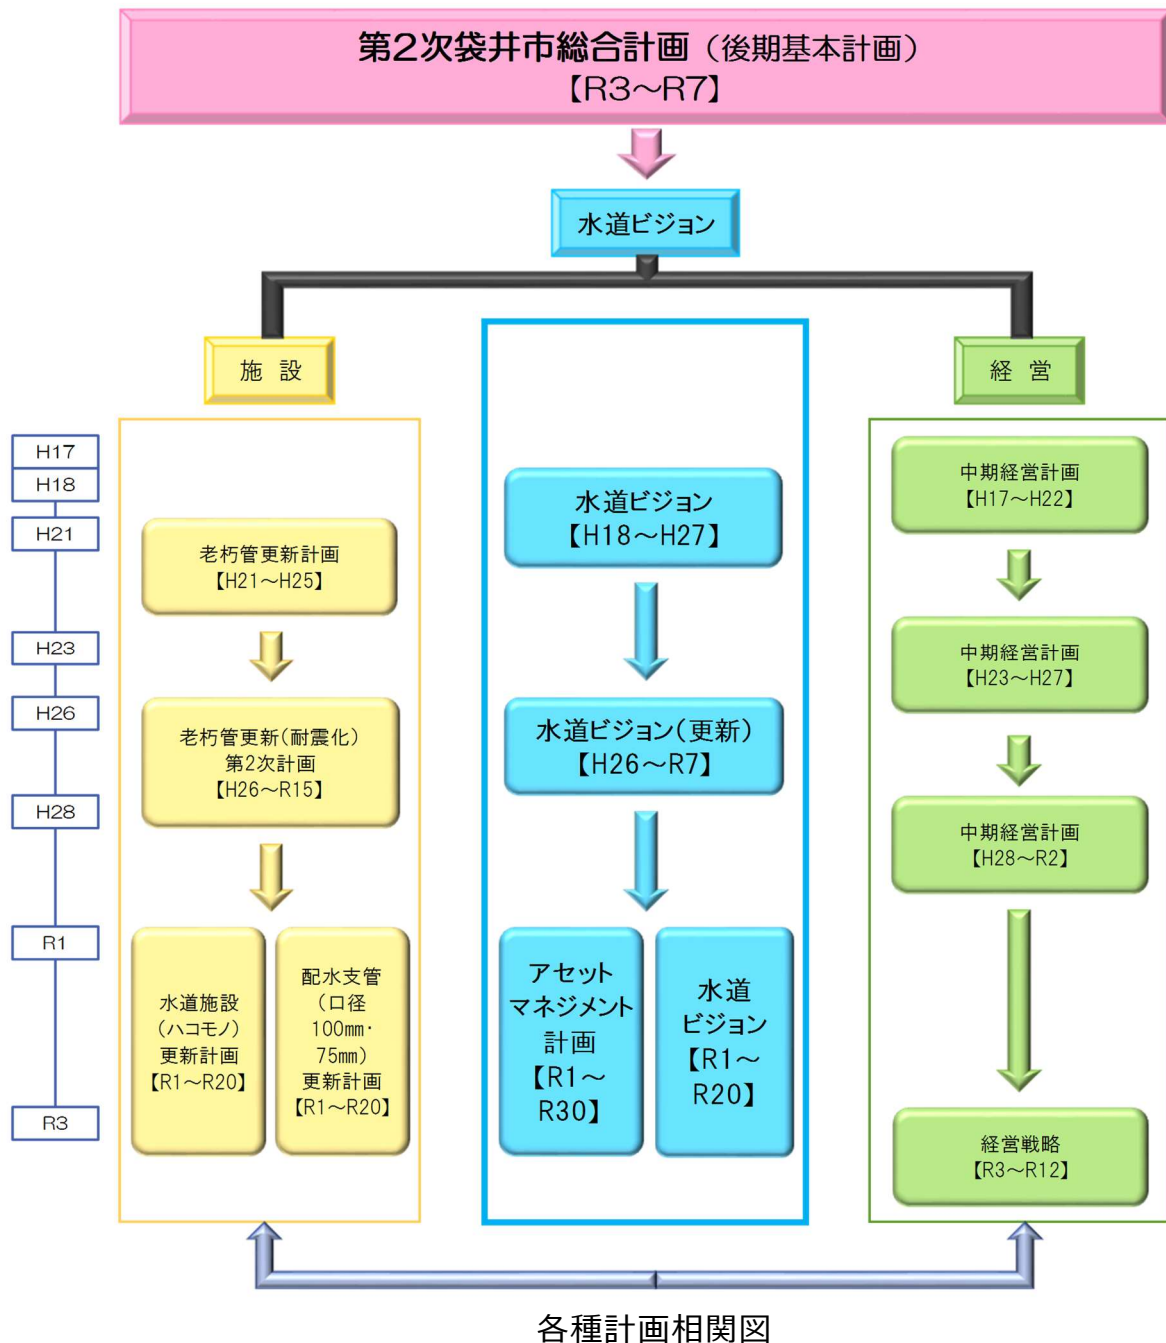 第2次袋井市総合計画（後期基本計画）
【R3～R7】
水道ビジョン
施 設
経 営
H17
H18
H21
H23
H26
H28
R1
R3
老朽管更新計画
【H21～H25】
老朽管更新（耐震化）
第2次計画
【H26～R15】
水道施設
（ハコモノ）
更新計画
【R1～R20】
配水支管
（口径
100㎜・
75㎜）
更新計画
【R1～R20】
水道ビジョン
【H18～H27】
水道ビジョン（更新）
【H26～R7】
アセット
マネジメント
計画
【R1～
R30】
水道
ビジョン
【R1～
R20】
中期経営計画
【H17～H22】
中期経営計画
【H23～H27】
中期経営計画
【H28～R2】
経営戦略
【R3～R12】
各種計画相関図